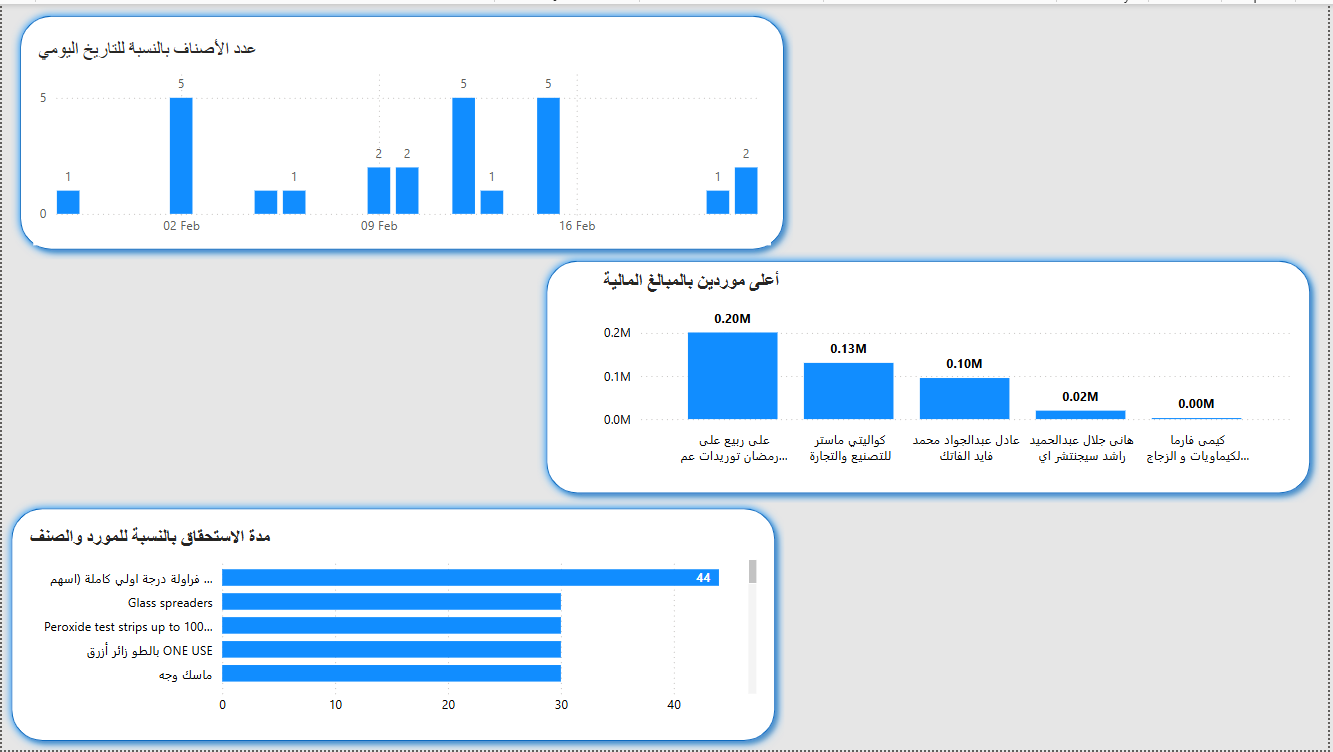 عدد الأصناف بالنسبة للتاريخ اليومي
5
0
1
5
1
2
2
5
1
5
1
2
02 Feb
09 Feb
16 Feb
أعلى موردين بالمبالغ المالية
0.2M
0.1M
0.0M
0.20M
0.13M
0.10M
0.02M
0.00M
على ربيع على
رمضان توريدات عم...
كواليتي ماستر
للتصنيع والتجارة
عادل عبدالجواد محمد
فايد الفاتك
هانى جلال عبدالحميد
راشد سيجنتشر اي
كيمى فارما
لكيماويات و الزجاج...
مدة الاستحقاق بالنسبة للمورد والصنف
فراولة درجة اولي كاملة (اسهم ...
44
Glass spreaders
Peroxide test strips up to 100...
بالطو زائر أزرق ONE USE
ماسك وجه
0
10
20
30
40